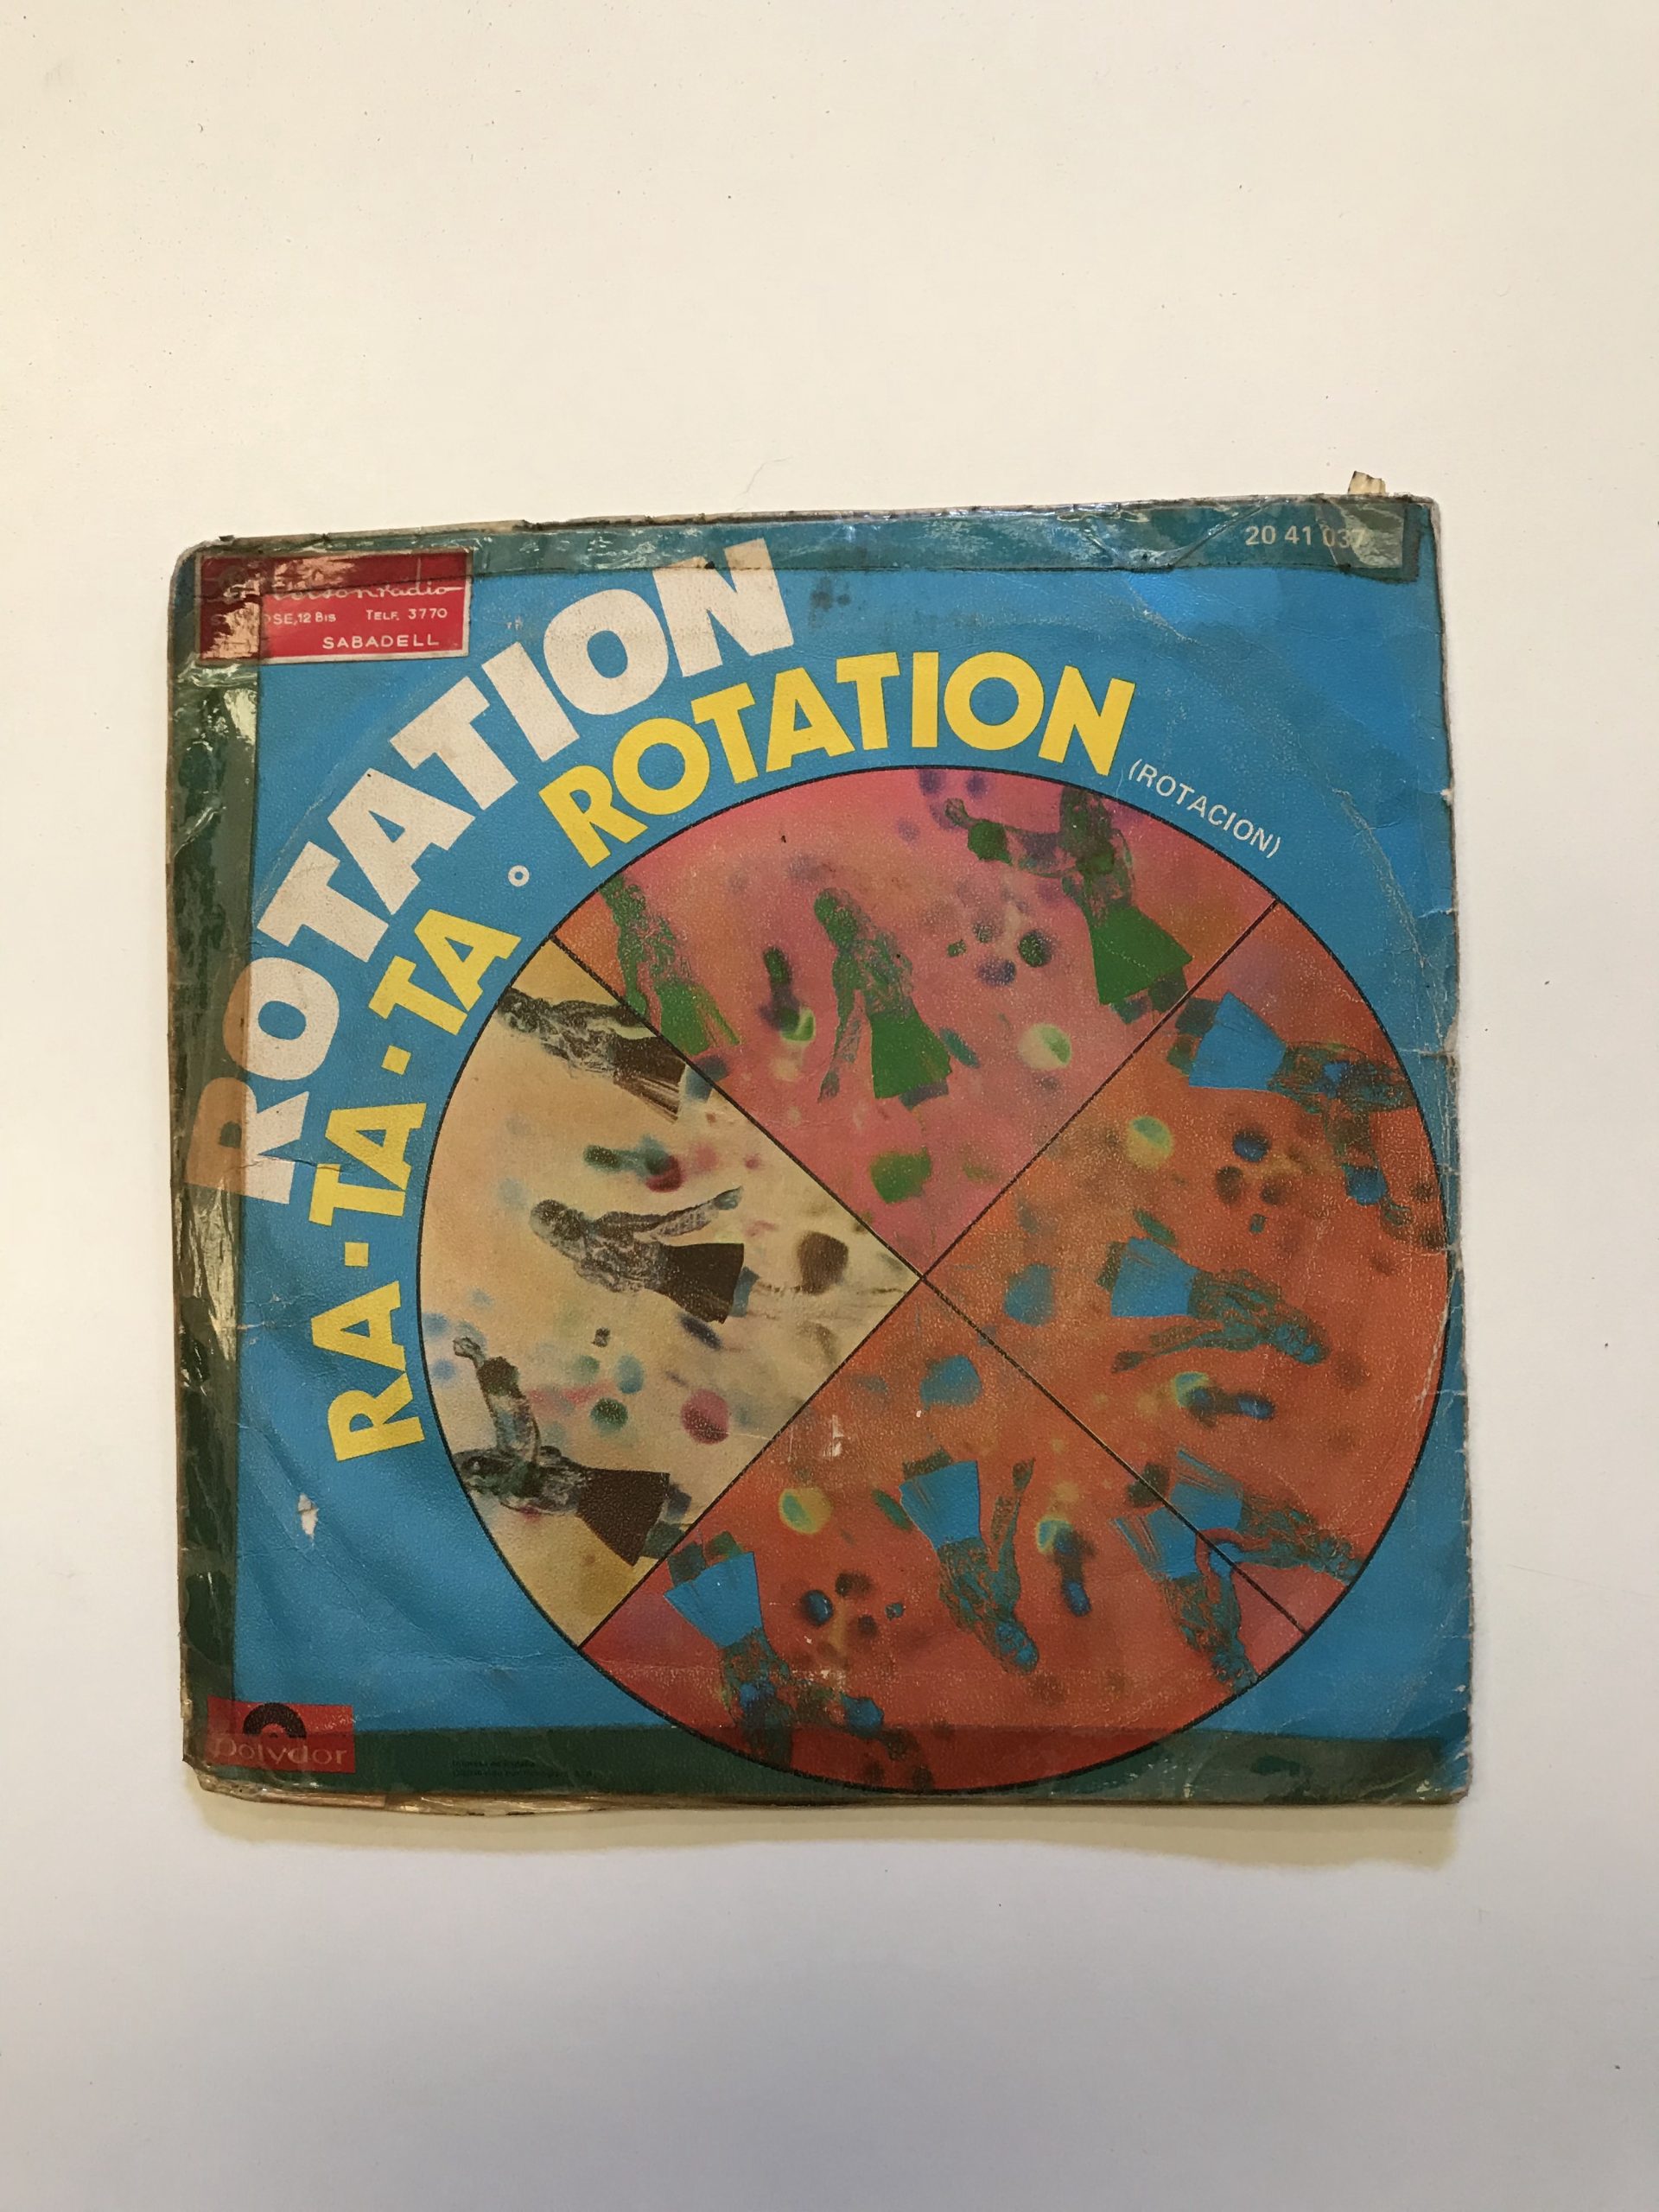 20 41 037
TELF. 3770
SABADELL
ROTATION
RA·TA·TA ° ROTATION
(ROTACION)
polydor